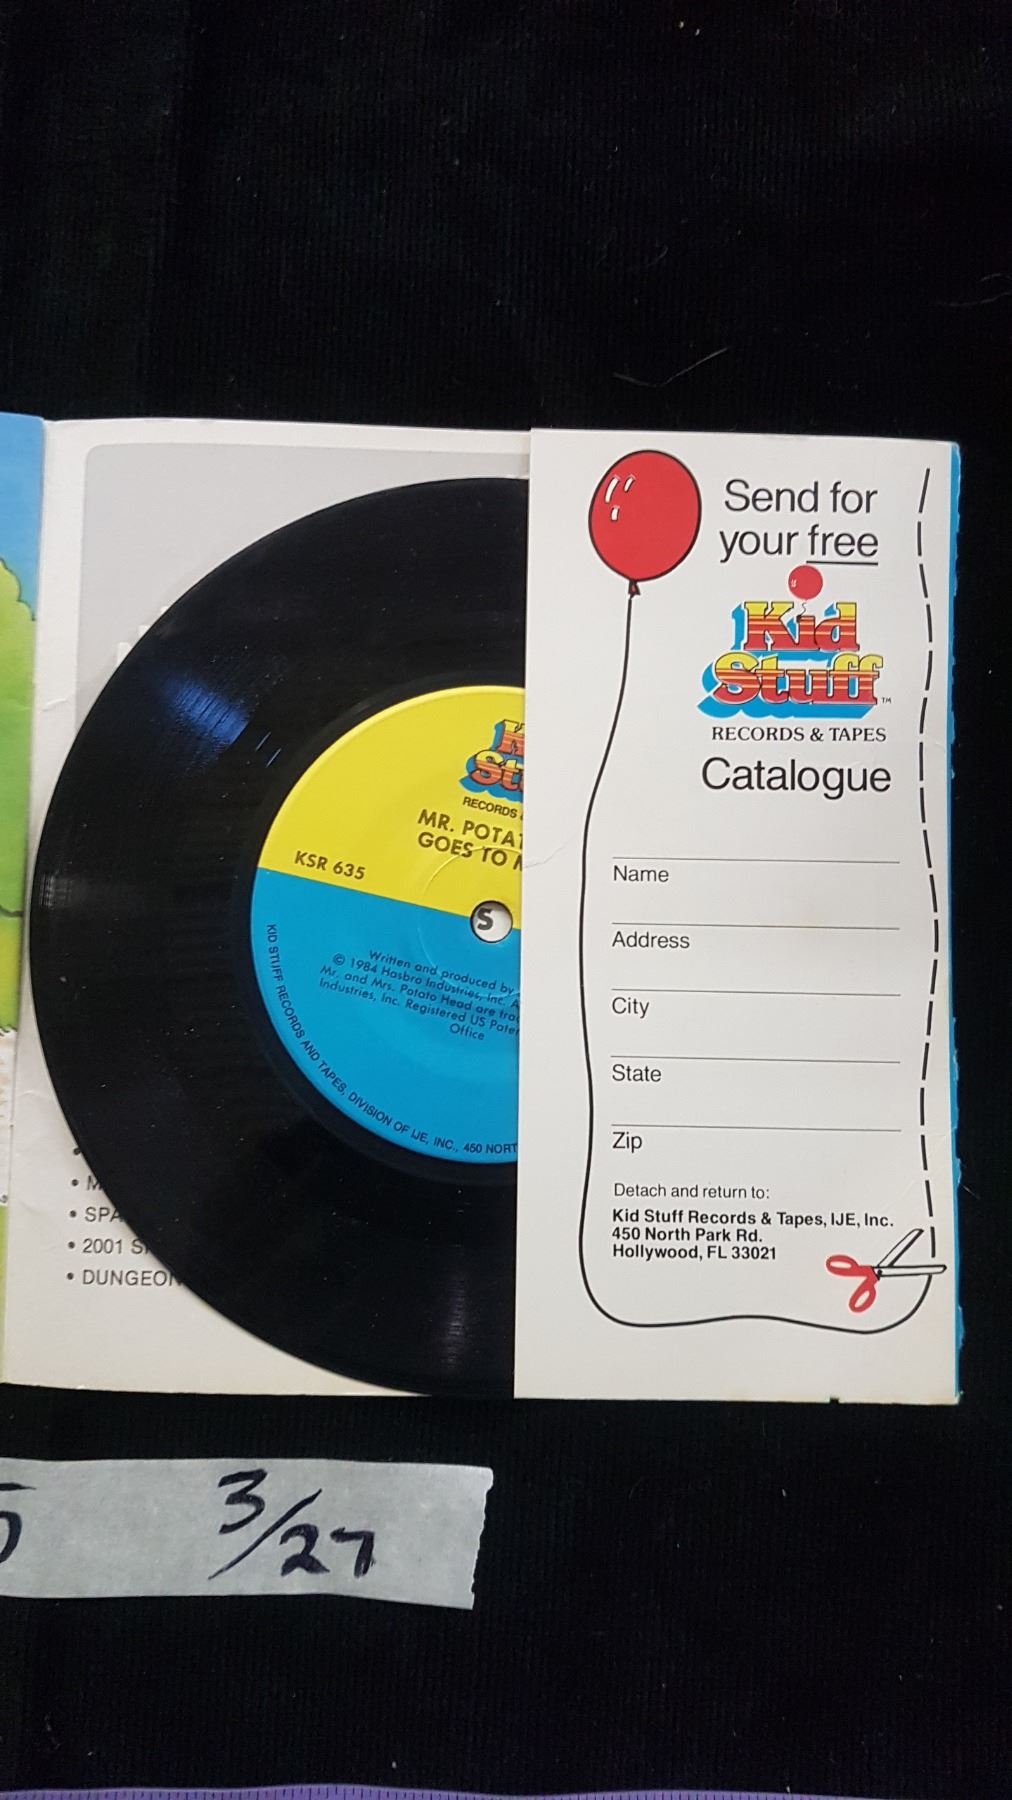 Send for
your free
Kid
Stuff
TM
RECORDS & TAPES
Catalogue
Name
Address
City
State
Zip
Detach and return to:
Kid Stuff Records & Tapes, IJE, Inc.
450 North Park Rd.
Hollywood, FL 33021
RECORDS
MR. POTA
GOES TO
KSR 635
S
Written and produced by
© 1984 Hasbro Industries, Inc. A
Mr. and Mrs. Potato Head are tra
Industries, Inc. Registered US Pate
Office
KID STUFF RECORDS AND TAPES, DIVISION OF IJE, INC., 450 NORT
• M
• SPA
• 2001 S
• DUNGEO
3/27